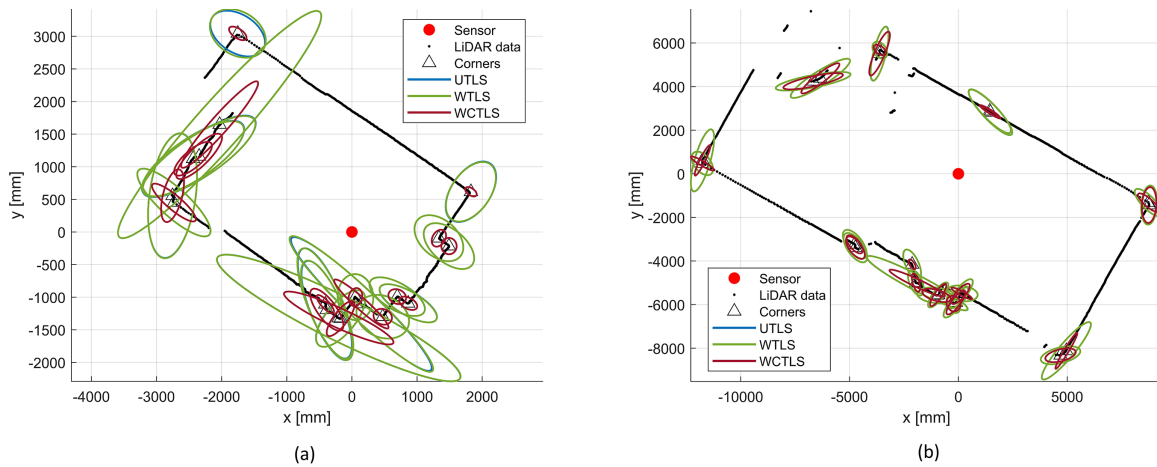 3000
2500
2000
1500
1000
500
0
-500
-1000
-1500
-2000
y [mm]
-4000 -3000 -2000 -1000 0 1000 2000
x [mm]
Sensor
LiDAR data
Corners
UTLS
WTLS
WCTLS
(a)
6000
4000
2000
0
-2000
-4000
-6000
-8000
y [mm]
-10000 -5000 0 5000
x [mm]
Sensor
LiDAR data
Corners
UTLS
WTLS
WCTLS
(b)